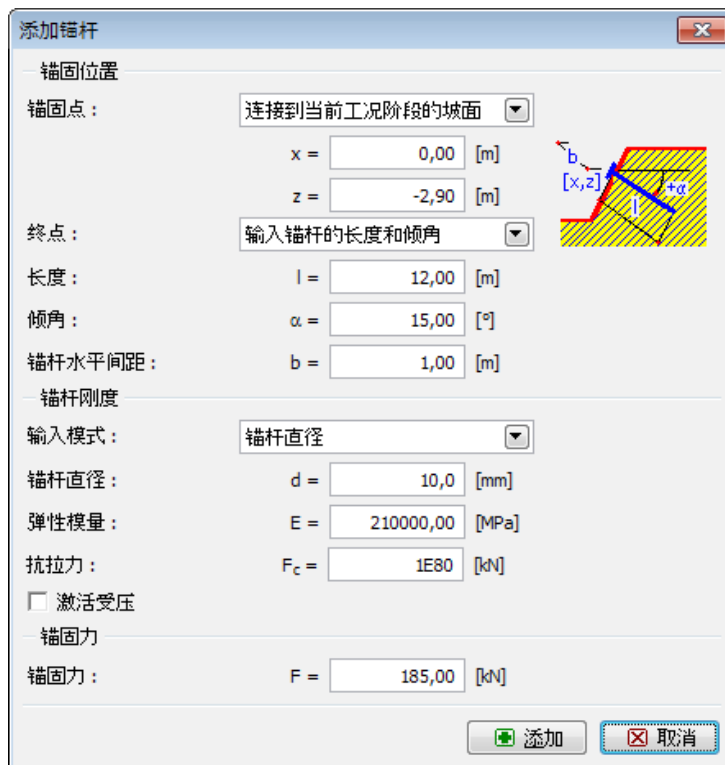 添加锚杆
锚固位置
锚固点：
连接到当前工况阶段的坡面
x = 0,00 [m]
z = -2,90 [m]
b
[x,z]
+α
l
终点：
输入锚杆的长度和倾角
长度： l = 12,00 [m]
倾角： α = 15,00 [°]
锚杆水平间距： b = 1,00 [m]
锚杆刚度
输入模式：
锚杆直径
锚杆直径： d = 10,0 [mm]
弹性模量： E = 210000,00 [MPa]
抗拉力： Fc = 1E80 [kN]
激活受压
锚固力
锚固力： F = 185,00 [kN]
添加
取消